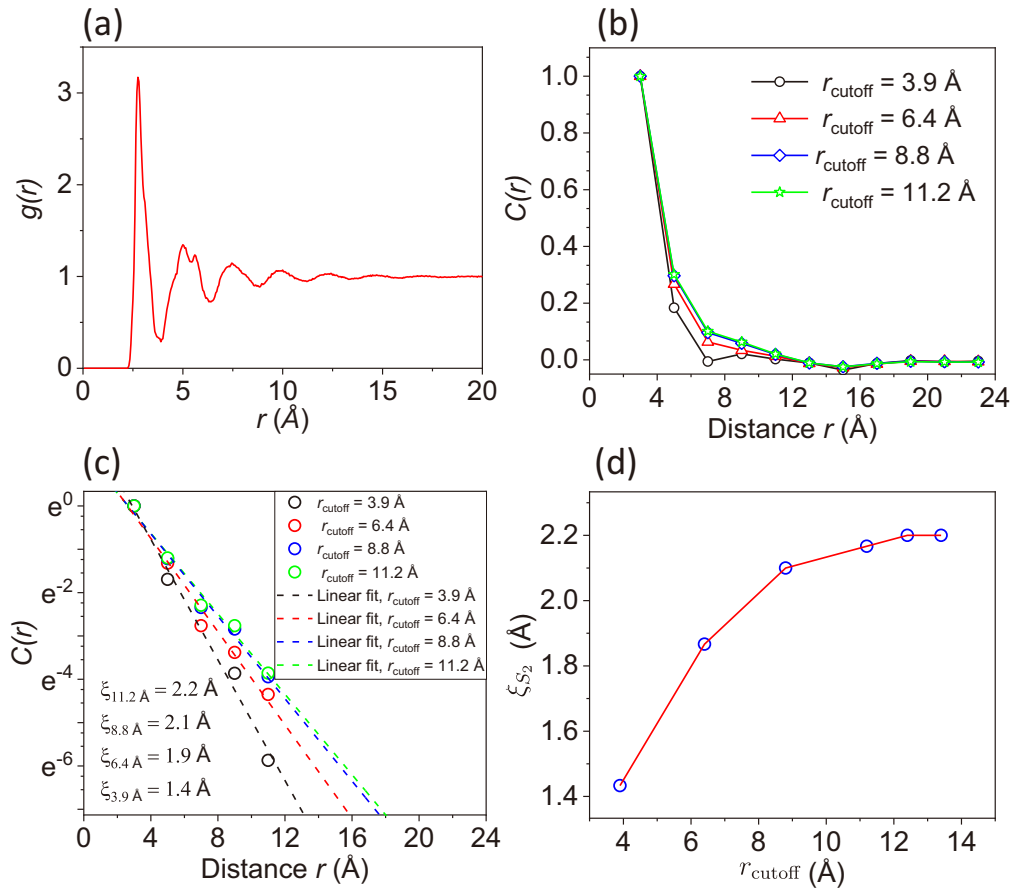 (a)
g(r)
3
2
1
0
0 5 10 15 20
r (Å)
(b)
C(r)
1.0
0.8
0.6
0.4
0.2
0.0
r_cutoff = 3.9 Å
r_cutoff = 6.4 Å
r_cutoff = 8.8 Å
r_cutoff = 11.2 Å
0 4 8 12 16 20 24
Distance r (Å)
(c)
C(r)
e^0
e^-2
e^-4
e^-6
r_cutoff = 3.9 Å
r_cutoff = 6.4 Å
r_cutoff = 8.8 Å
r_cutoff = 11.2 Å
Linear fit, r_cutoff = 3.9 Å
Linear fit, r_cutoff = 6.4 Å
Linear fit, r_cutoff = 8.8 Å
Linear fit, r_cutoff = 11.2 Å
ξ_11.2 Å = 2.2 Å
ξ_8.8 Å = 2.1 Å
ξ_6.4 Å = 1.9 Å
ξ_3.9 Å = 1.4 Å
0 4 8 12 16 20 24
Distance r (Å)
(d)
ξ_S₂ (Å)
2.2
2.0
1.8
1.6
1.4
4 6 8 10 12 14
r_cutoff (Å)